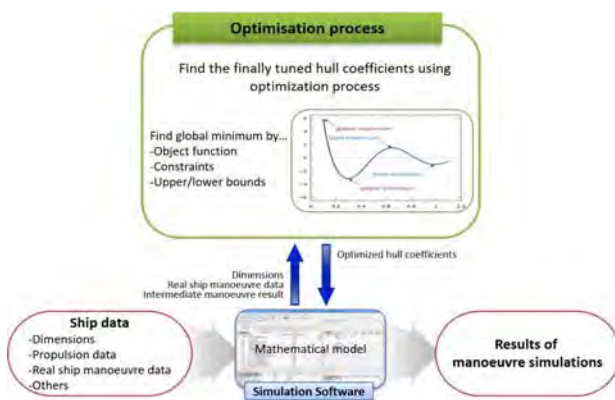 Optimisation process
Find the finally tuned hull coefficients using
optimization process
Find global minimum by...
-Object function
-Constraints
-Upper/lower bounds
Optimized hull coefficients
Dimensions
Real ship manoeuvre data
Intermediate manoeuvre result
Ship data
-Dimensions
-Propulsion data
-Real ship manoeuvre data
-Others
Mathematical model
Simulation Software
Results of
manoeuvre simulations